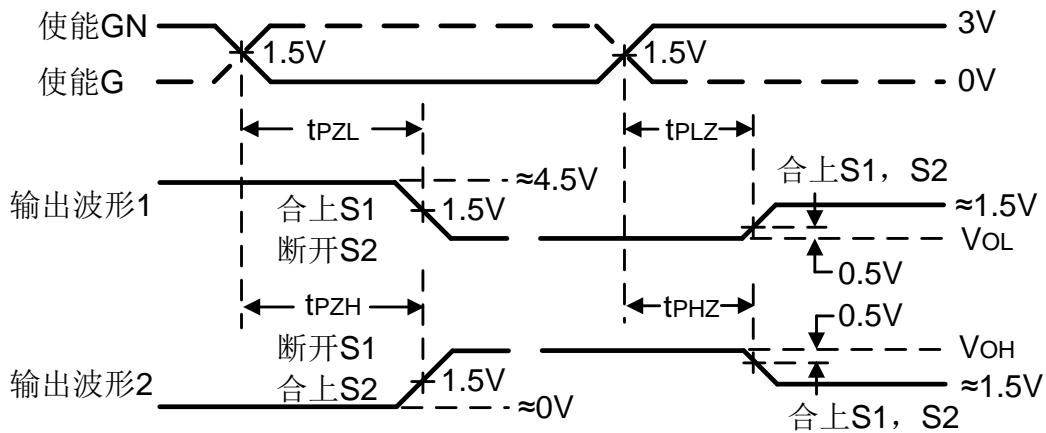 使能GN
3V
1.5V
1.5V
使能G
0V
tPZL
tPLZ
≈4.5V
合上S1，S2
输出波形1
合上S1
1.5V
≈1.5V
断开S2
VOL
0.5V
tPZH
tPHZ
0.5V
断开S1
VOH
输出波形2
合上S2
1.5V
≈1.5V
≈0V
合上S1，S2